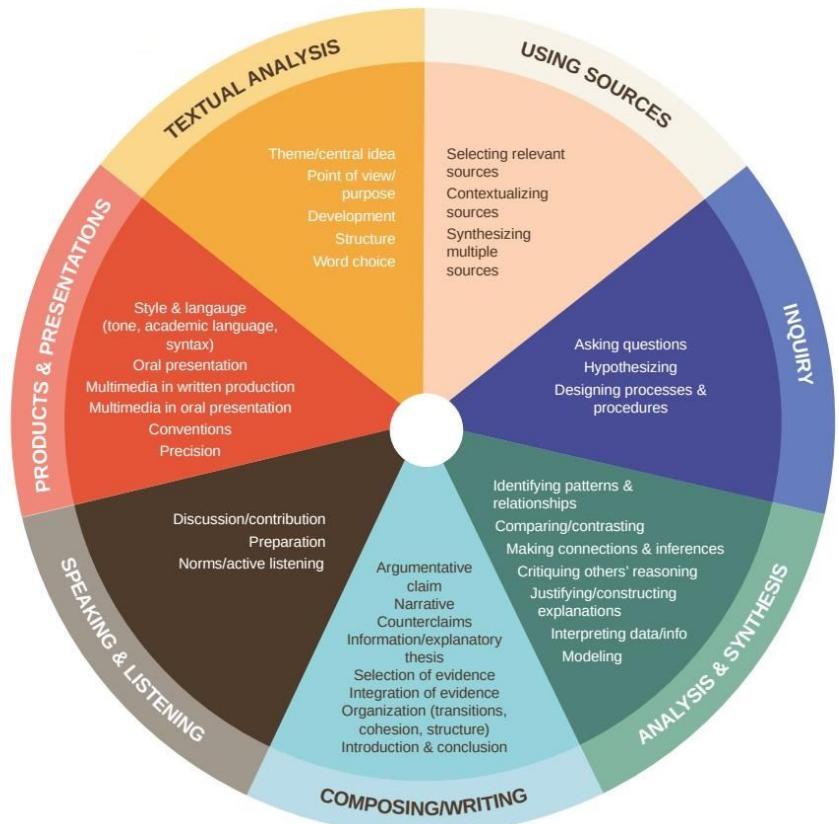 TEXTUAL ANALYSIS
Theme/central idea
Point of view/
purpose
Development
Structure
Word choice
USING SOURCES
Selecting relevant
sources
Contextualizing
sources
Synthesizing
multiple
sources
INQUIRY
Asking questions
Hypothesizing
Designing processes &
procedures
ANALYSIS & SYNTHESIS
Identifying patterns &
relationships
Comparing/contrasting
Making connections & inferences
Critiquing others' reasoning
Justifying/constructing
explanations
Interpreting data/info
Modeling
COMPOSING/WRITING
Argumentative
claim
Narrative
Counterclaims
Information/explanatory
thesis
Selection of evidence
Integration of evidence
Organization (transitions,
cohesion, structure)
Introduction & conclusion
SPEAKING & LISTENING
Discussion/contribution
Preparation
Norms/active listening
PRODUCTS & PRESENTATIONS
Style & langauge
(tone, academic language,
syntax)
Oral presentation
Multimedia in written production
Multimedia in oral presentation
Conventions
Precision